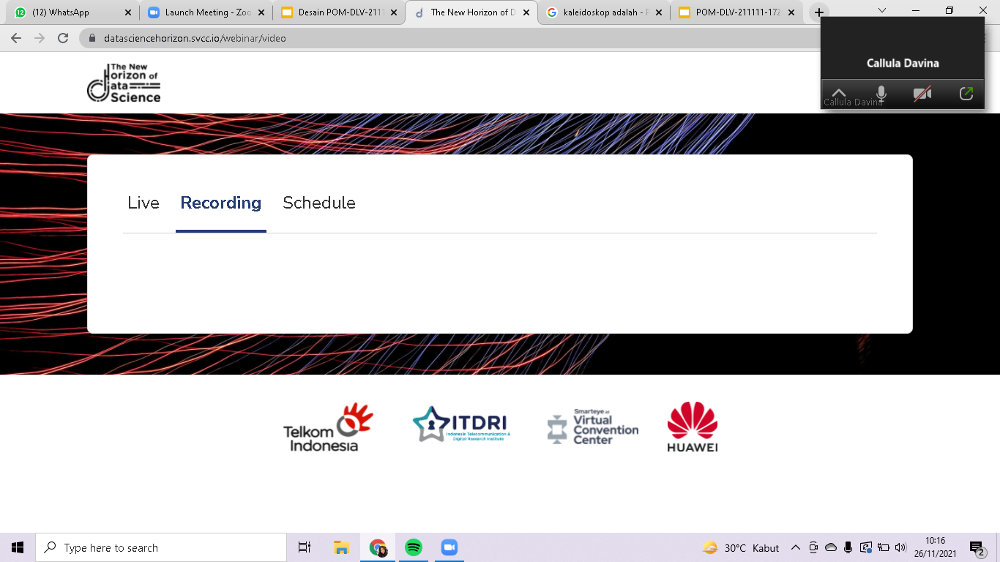 (12) WhatsApp
Launch Meeting - Zoo
Desain POM-DLV-2111
The New Horizon of D
kaleidoskop adalah - P
POM-DLV-211111-172
datasciencehorizon.svcc.io/webinar/video
Callula Davina
Callula Davina
The New
Horizon of
data
Science
Live Recording Schedule
Telkom
Indonesia
ITDRI
Indonesia Telecommunication &
Digital Research Institute
Smarteye.id
Virtual
Convention
Center
HUAWEI
Type here to search
30°C Kabut
10:16
26/11/2021
2